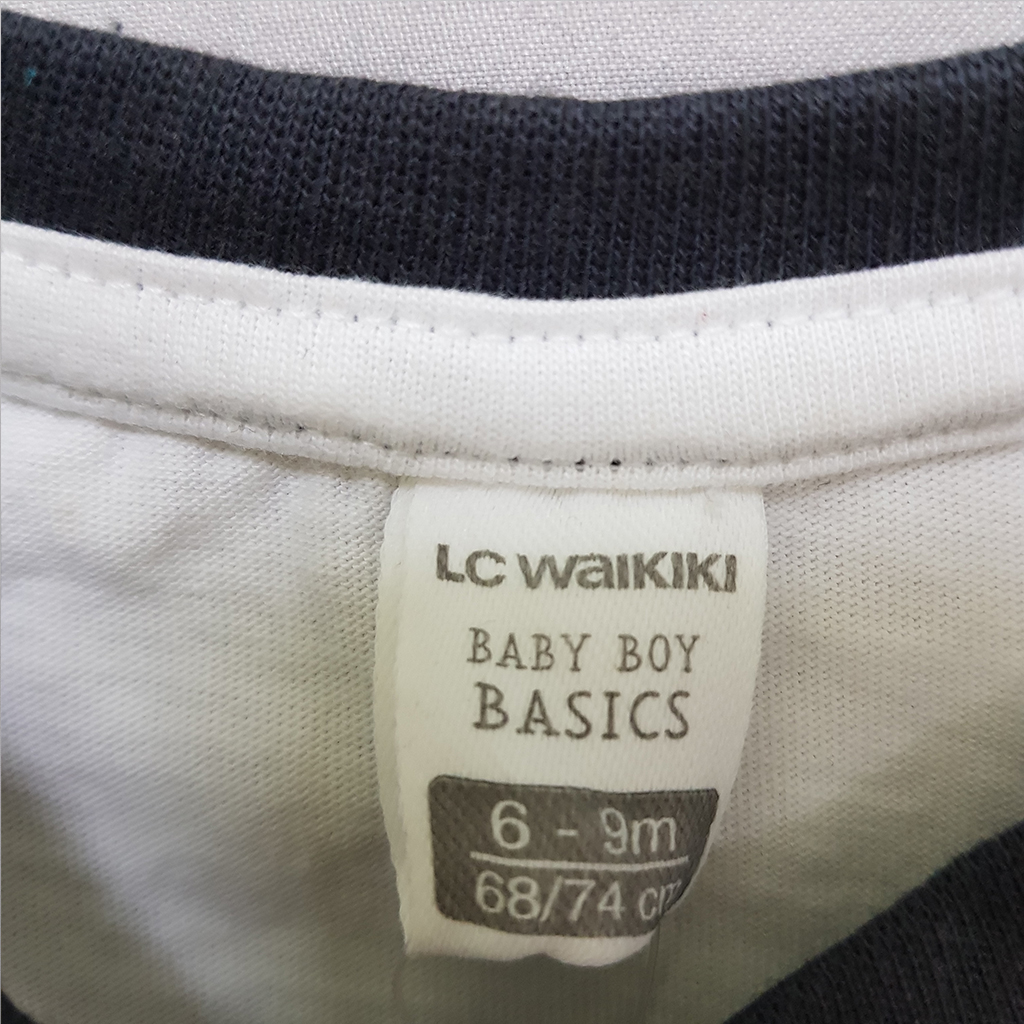 LC WAIKIKI
BABY BOY
BASICS
6 - 9m
68/74 cm